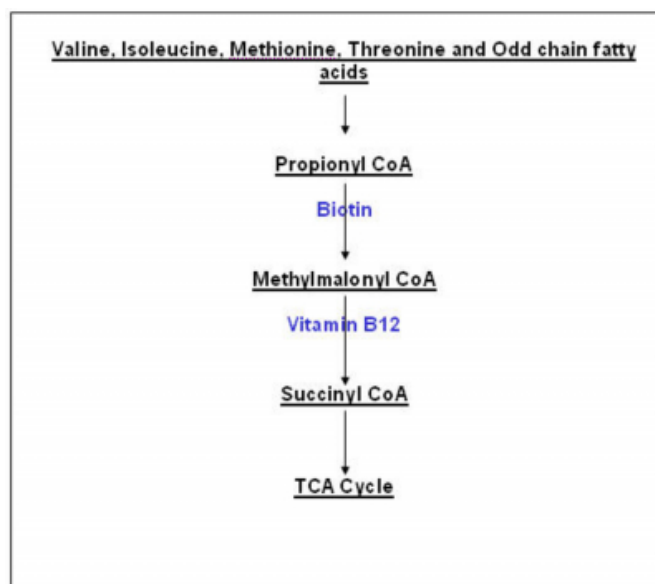 Valine, Isoleucine, Methionine, Threonine and Odd chain fatty
acids
Propionyl CoA
Biotin
Methylmalonyl CoA
Vitamin B12
Succinyl CoA
TCA Cycle